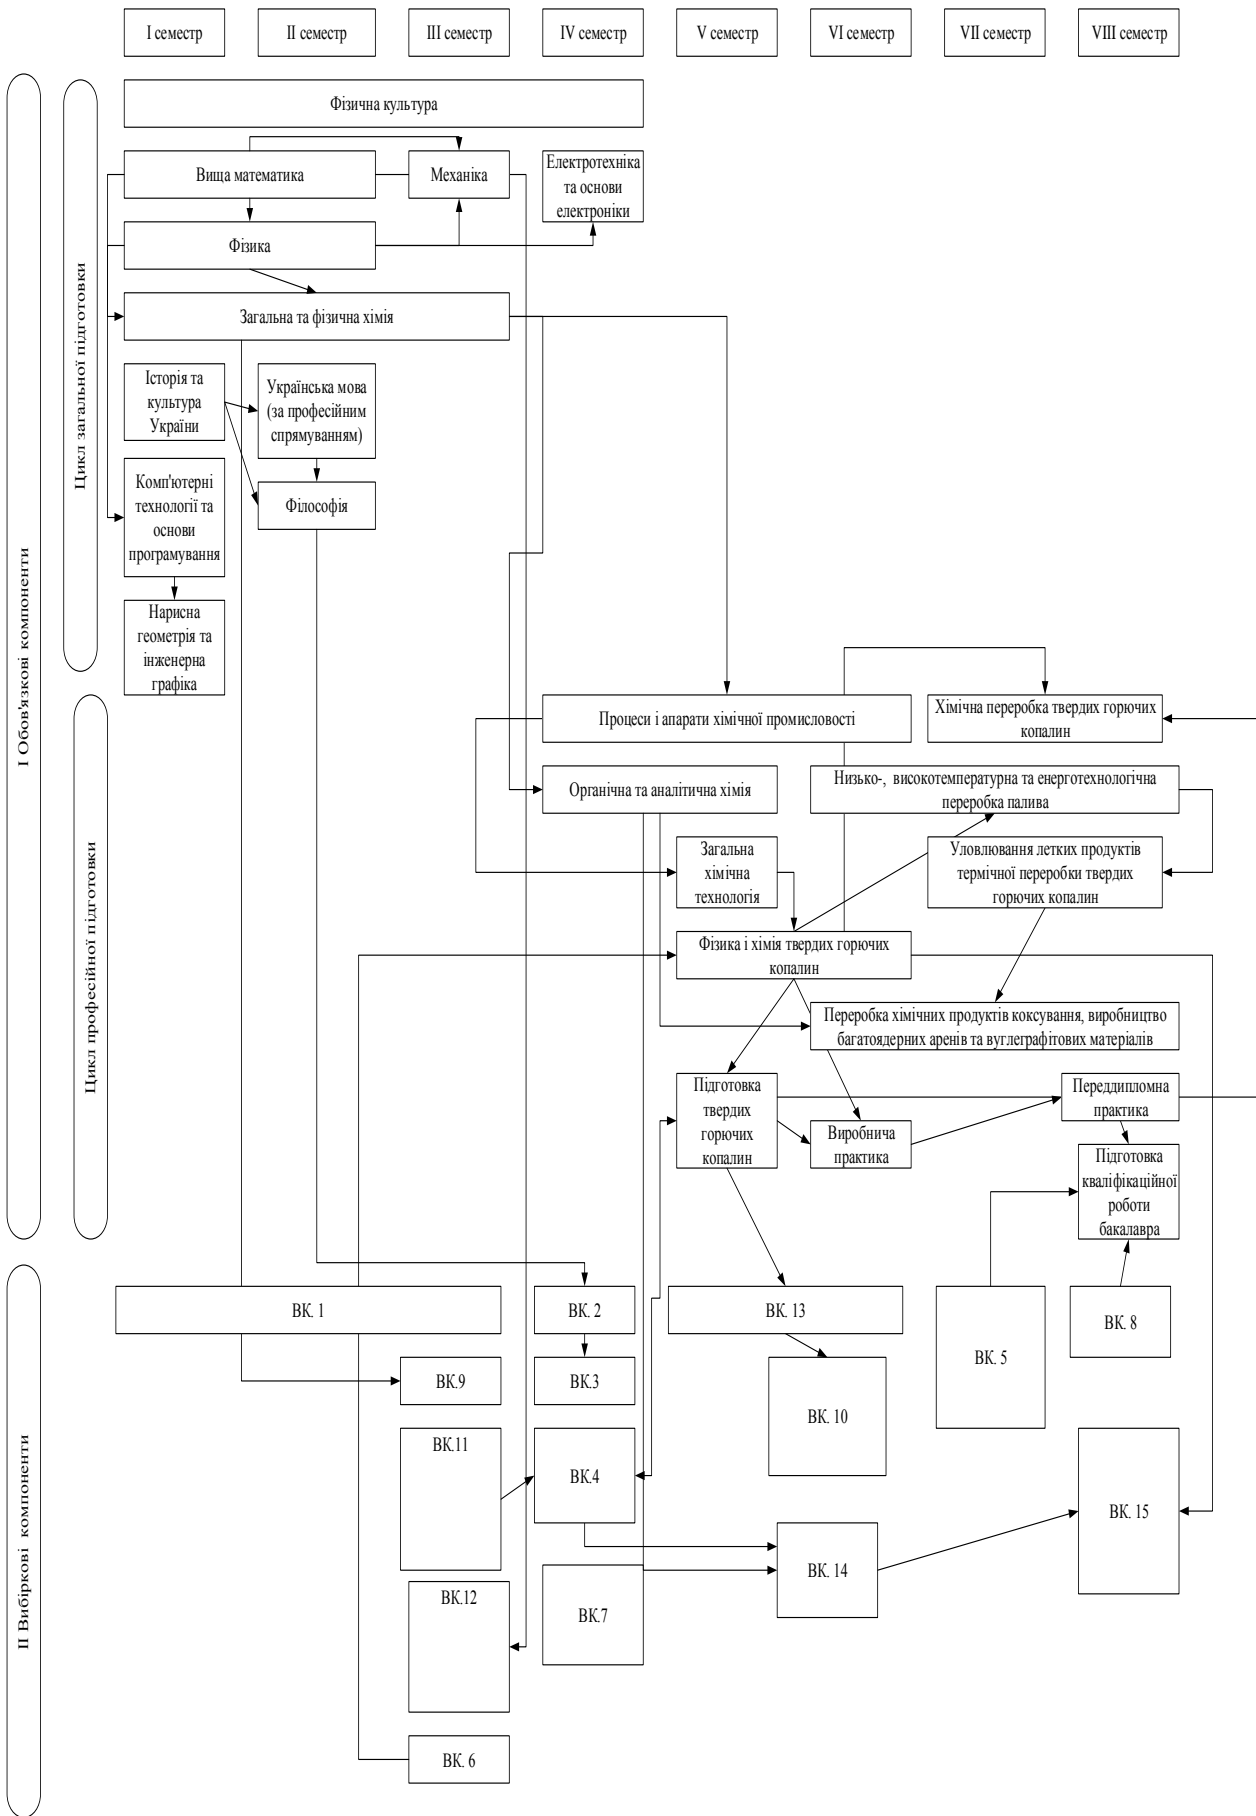 I семестр
II семестр
III семестр
IV семестр
V семестр
VI семестр
VII семестр
VIII семестр
I Обов'язкові компоненти
Цикл загальної підготовки
Фізична культура
Вища математика
Механіка
Електротехніка
та основи
електроніки
Фізика
Загальна та фізична хімія
Історія та
культура
України
Українська мова
(за професійним
спрямуванням)
Комп'ютерні
технології та
основи
програмування
Філософія
Нарисна
геометрія та
інженерна
графіка
Цикл професійної підготовки
Процеси і апарати хімічної промисловості
Хімічна переробка твердих горючих
копалин
Органічна та аналітична хімія
Низько-, високотемпературна та енерготехнологічна
переробка палива
Загальна
хімічна
технологія
Уловлювання летких продуктів
термічної переробки твердих
горючих копалин
Фізика і хімія твердих горючих
копалин
Переробка хімічних продуктів коксування, виробництво
багатоядерних аренів та вуглеграфітових матеріалів
Підготовка
твердих
горючих
копалин
Виробнича
практика
Переддипломна
практика
Підготовка
кваліфікаційної
роботи
бакалавра
II Вибіркові компоненти
ВК. 1
ВК. 2
ВК. 13
ВК. 5
ВК. 8
ВК.9
ВК.3
ВК. 10
ВК.11
ВК.4
ВК. 15
ВК. 14
ВК.12
ВК.7
ВК. 6